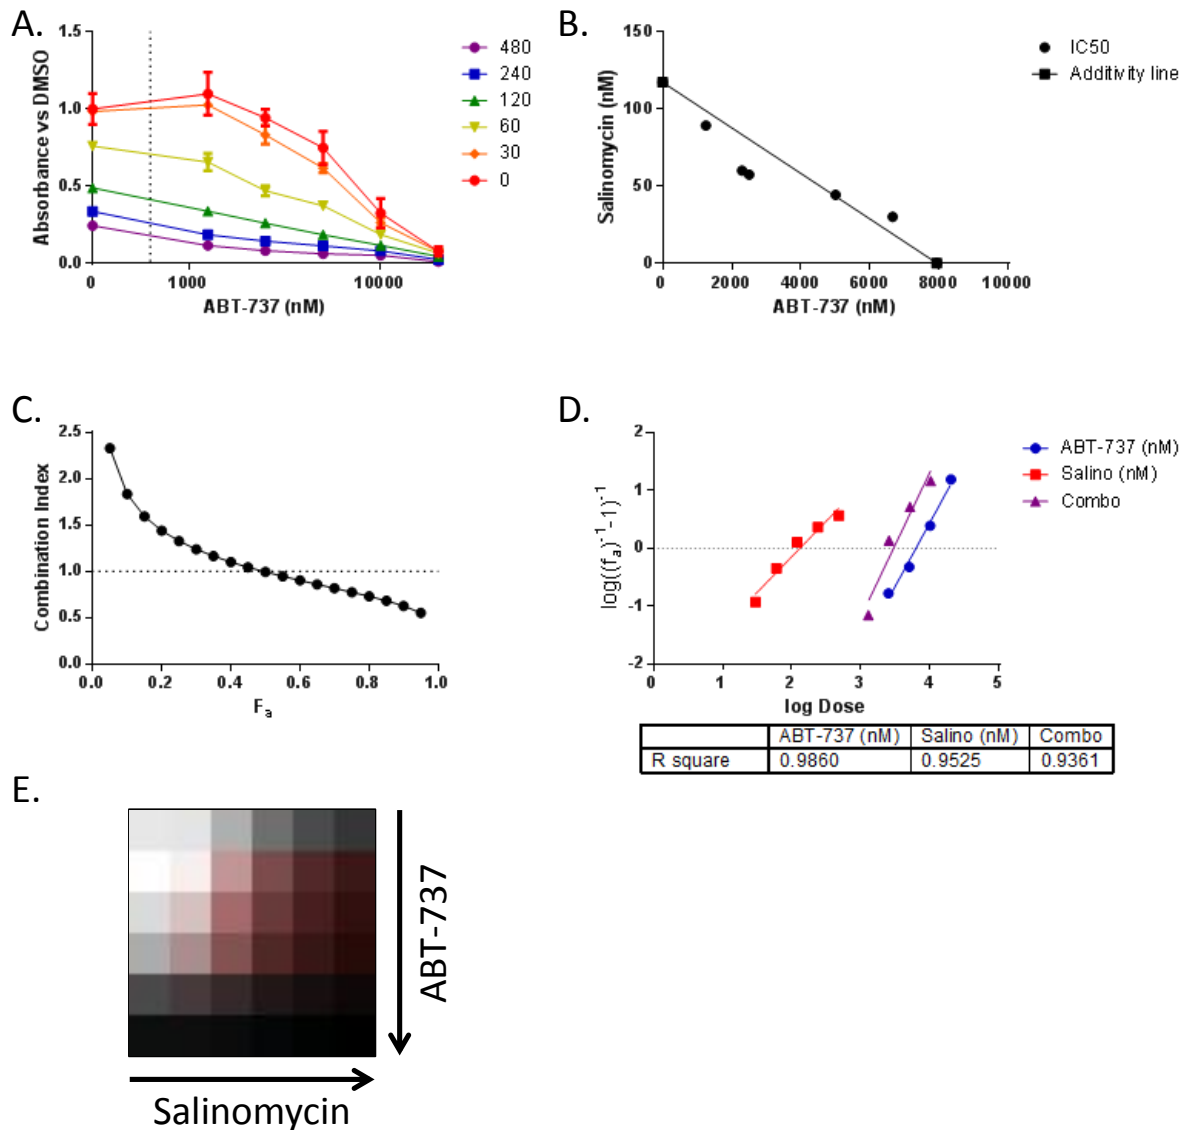 A.
1.5
1.0
0.5
0.0
Absorbance vs DMSO
0 1000 10000
ABT-737 (nM)
480
240
120
60
30
0
B.
150
100
50
0
Salinomycin (nM)
0 2000 4000 6000 8000 10000
ABT-737 (nM)
IC50
Additivity line
C.
2.5
2.0
1.5
1.0
0.5
0.0
Combination Index
0.0 0.2 0.4 0.6 0.8 1.0
Fa
D.
2
1
0
-1
-2
log((fa)-1-1)-1
0 1 2 3 4 5
log Dose
ABT-737 (nM)
Salino (nM)
Combo
ABT-737 (nM) Salino (nM) Combo
R square 0.9860 0.9525 0.9361
E.
ABT-737
Salinomycin